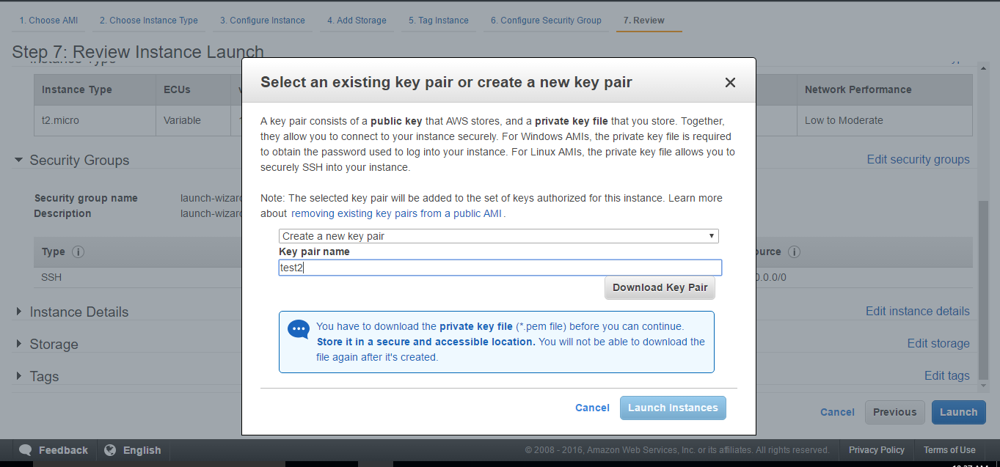 1. Choose AMI
2. Choose Instance Type
3. Configure Instance
4. Add Storage
5. Tag Instance
6. Configure Security Group
7. Review
Step 7: Review Instance Launch
Instance Type
Select an existing key pair or create a new key pair
Instance Type ECUs Network Performance
t2.micro Variable Low to Moderate
A key pair consists of a public key that AWS stores, and a private key file that you store. Together,
they allow you to connect to your instance securely. For Windows AMIs, the private key file is required
to obtain the password used to log into your instance. For Linux AMIs, the private key file allows you to
securely SSH into your instance.
Note: The selected key pair will be added to the set of keys authorized for this instance. Learn more
about removing existing key pairs from a public AMI.
Create a new key pair
Key pair name
test2
Download Key Pair
You have to download the private key file (*.pem file) before you can continue.
Store it in a secure and accessible location. You will not be able to download the
file again after it's created.
Cancel Launch Instances
Security Groups Edit security groups
Security group name launch-wizard
Description launch-wizard
Type ource
SSH 0.0.0/0
Instance Details Edit instance details
Storage Edit storage
Tags Edit tags
Cancel Previous Launch
Feedback English © 2008 - 2016, Amazon Web Services, Inc. or its affiliates. All rights reserved. Privacy Policy Terms of Use